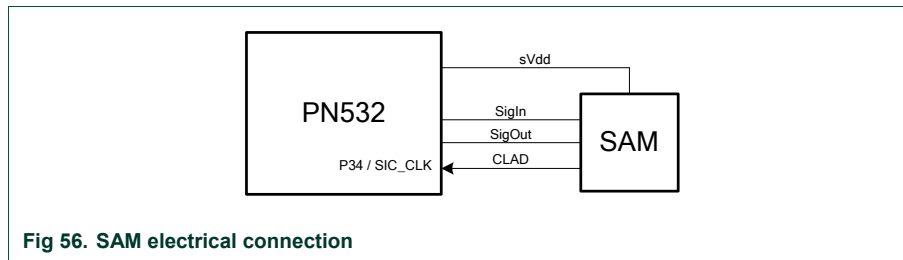 sVdd
PN532
SigIn
SigOut
SAM
P34 / SIC_CLK
CLAD
Fig 56. SAM electrical connection